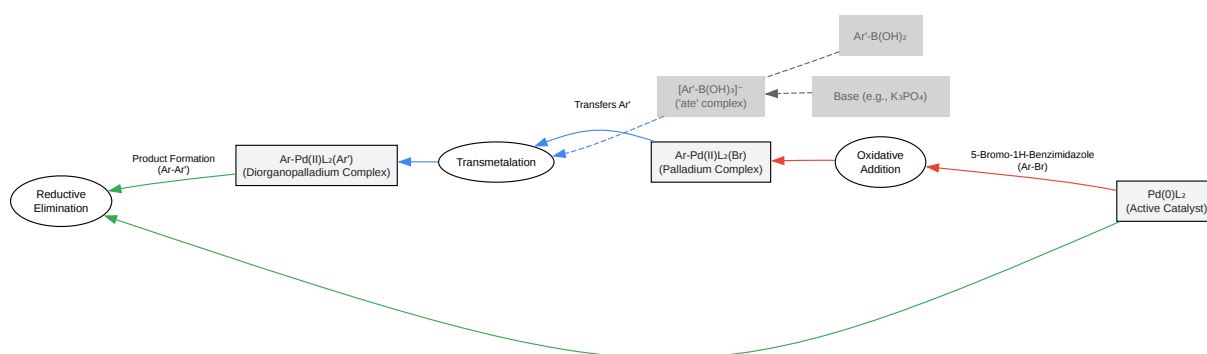 Ar'-B(OH)₂
[Ar'-B(OH)₃]⁻
('ate' complex)
Base (e.g., K₃PO₄)
Transfers Ar'
Product Formation
(Ar-Ar')
Ar-Pd(II)L₂(Ar')
(Diorganopalladium Complex)
Transmetalation
Ar-Pd(II)L₂(Br)
(Palladium Complex)
Oxidative
Addition
5-Bromo-1H-Benzimidazole
(Ar-Br)
Reductive
Elimination
Pd(0)L₂
(Active Catalyst)